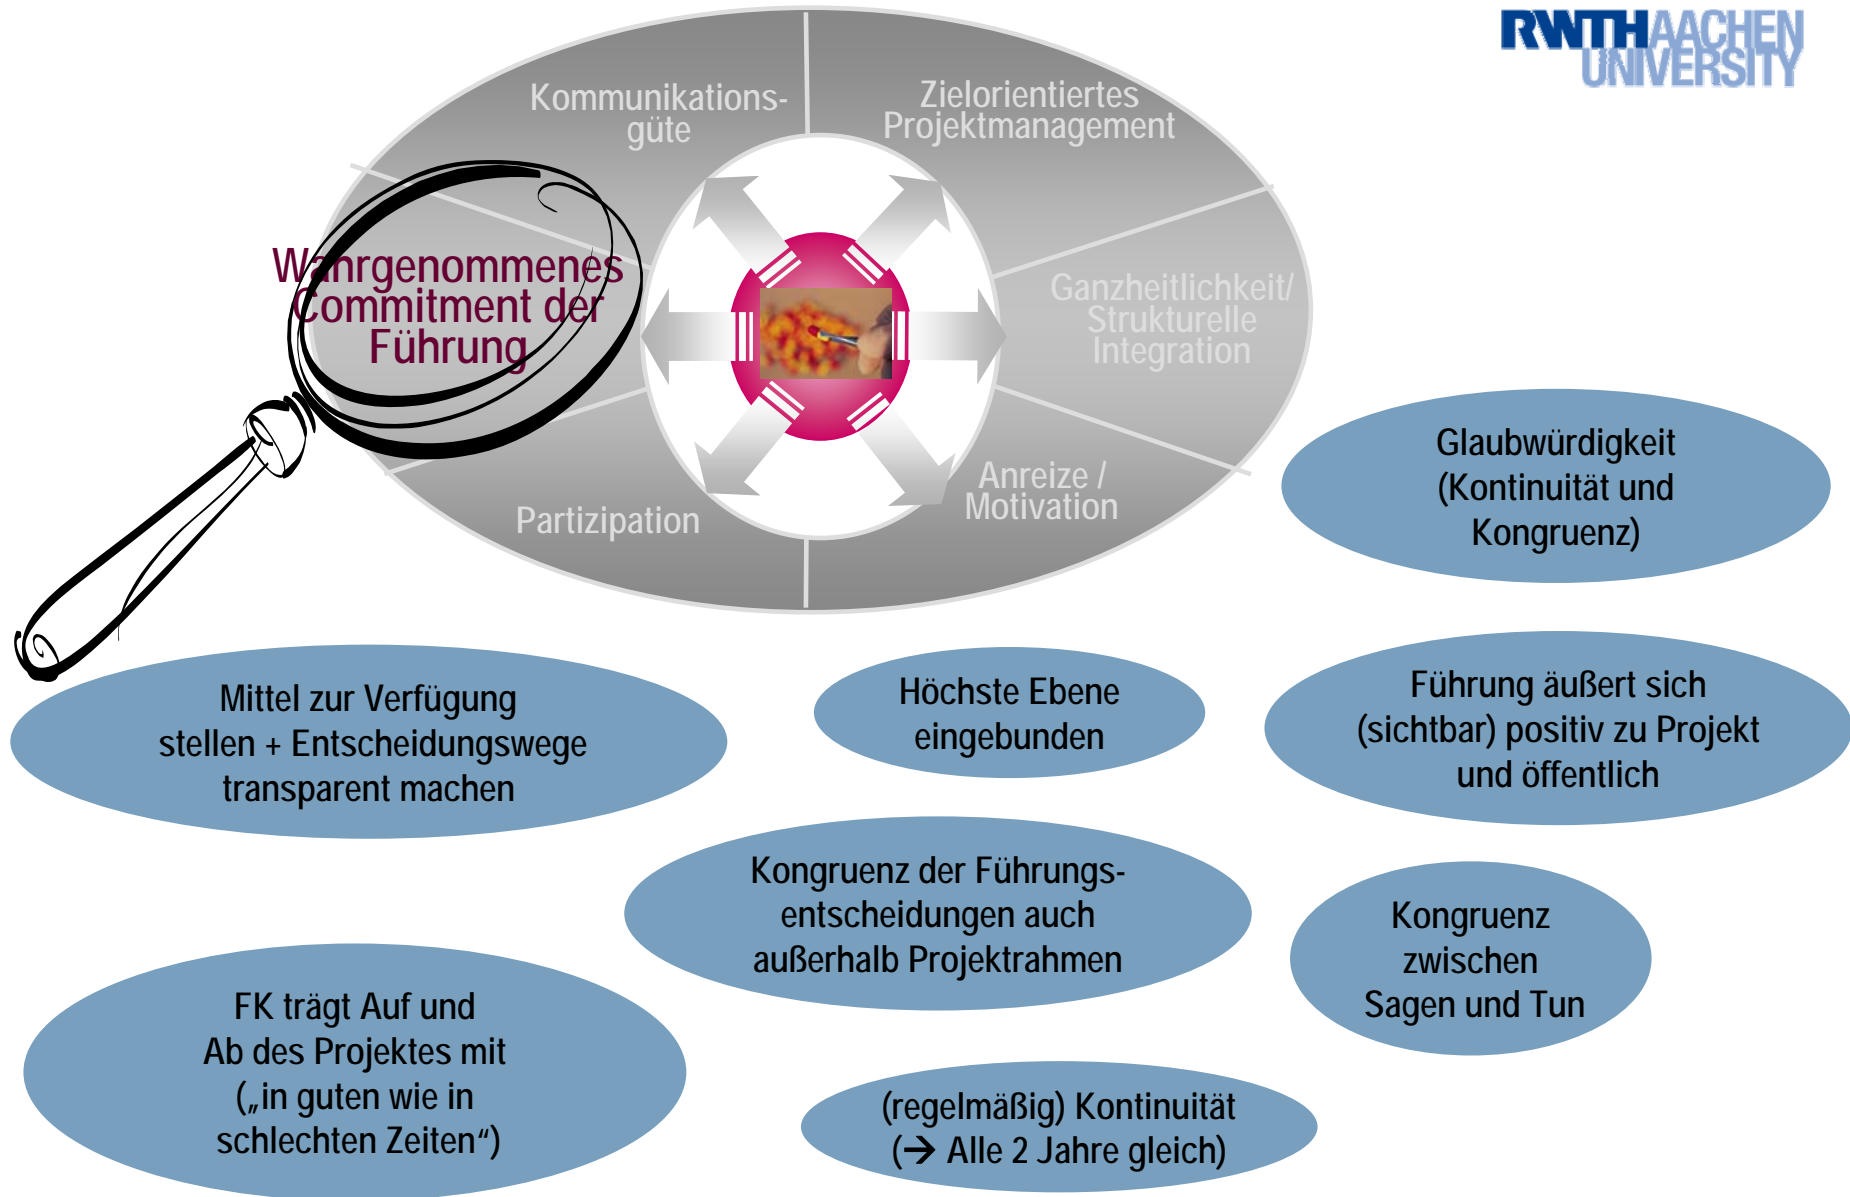 RWTH AACHEN
UNIVERSITY
Kommunikations-
güte
Zielorientiertes
Projektmanagement
Wahrgenommenes
Commitment der
Führung
Ganzheitlichkeit/
Strukturelle
Integration
Partizipation
Anreize /
Motivation
Glaubwürdigkeit
(Kontinuität und
Kongruenz)
Mittel zur Verfügung
stellen + Entscheidungswege
transparent machen
Höchste Ebene
eingebunden
Führung äußert sich
(sichtbar) positiv zu Projekt
und öffentlich
Kongruenz der Führungs-
entscheidungen auch
außerhalb Projektrahmen
Kongruenz
zwischen
Sagen und Tun
FK trägt Auf und
Ab des Projektes mit
(„in guten wie in
schlechten Zeiten“)
(regelmäßig) Kontinuität
(→ Alle 2 Jahre gleich)